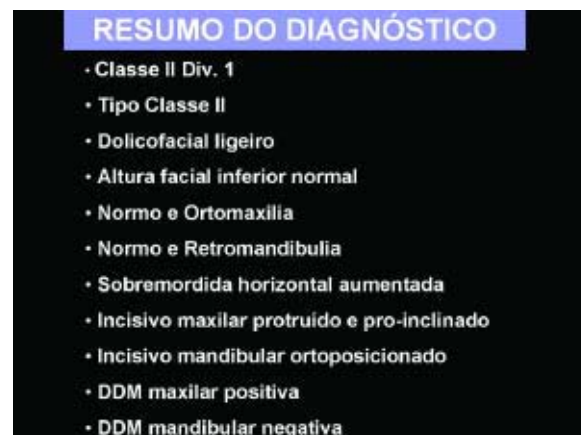 RESUMO DO DIAGNÓSTICO
• Classe II Div. 1
• Tipo Classe II
• Dolicofacial ligeiro
• Altura facial inferior normal
• Normo e Ortomaxilia
• Normo e Retromandibulia
• Sobremordida horizontal aumentada
• Incisivo maxilar protruído e pro-inclinado
• Incisivo mandibular ortoposicionado
• DDM maxilar positiva
• DDM mandibular negativa